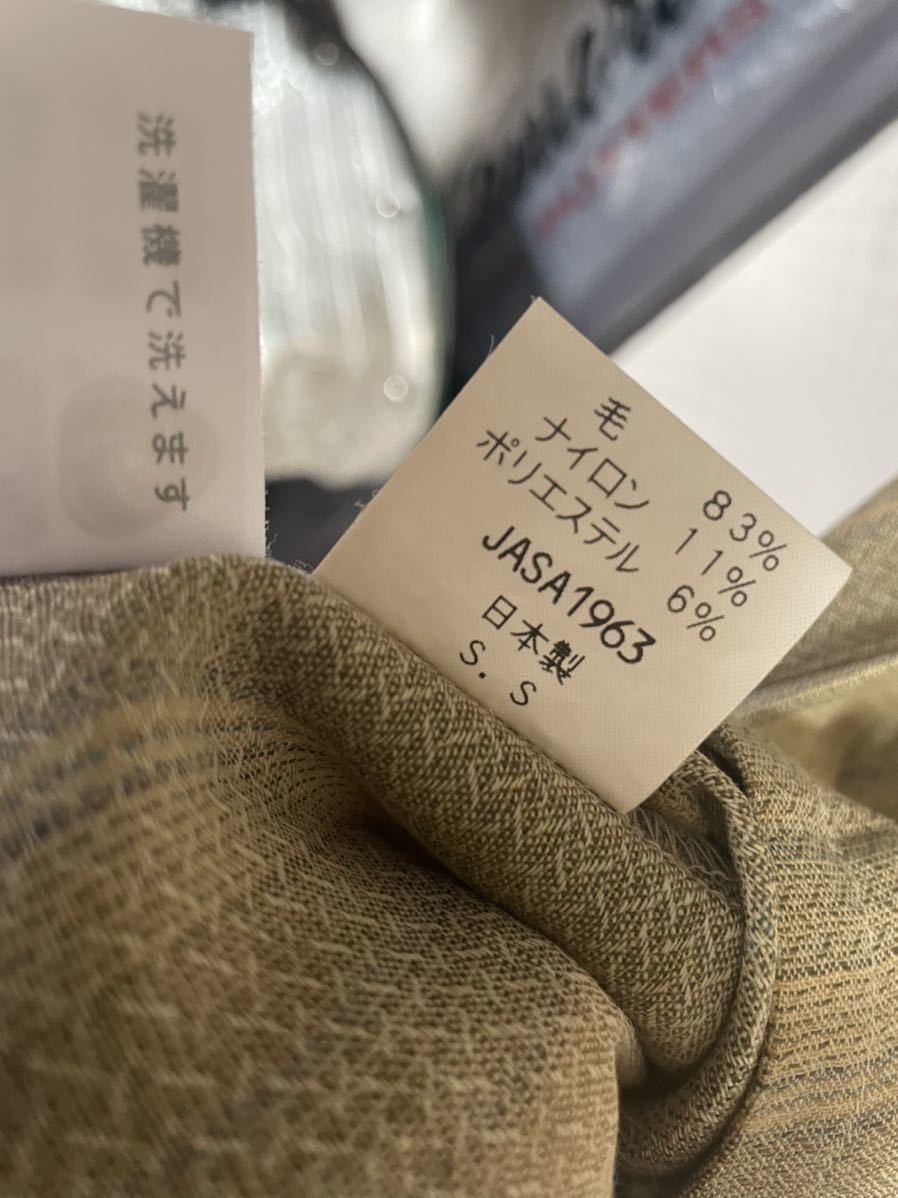 洗濯機で洗えます
毛 83%
ナイロン 11%
ポリエステル 6%
JASA1963
日本製
S.S